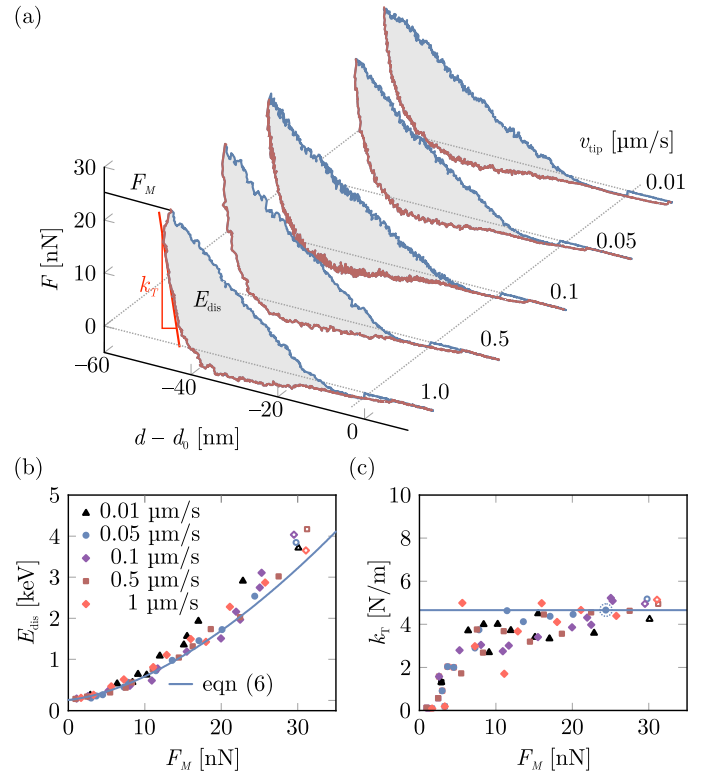 (a)
v_tip [µm/s]
30
F_M
20
F [nN]
10
0
k_T
E_dis
0.01
0.05
0.1
0.5
1.0
−60
−40
−20
0
d − d_0 [nm]
(b)
5
4
3
2
1
0
E_dis [keV]
0.01 µm/s
0.05 µm/s
0.1 µm/s
0.5 µm/s
1 µm/s
eqn (6)
0 10 20 30
F_M [nN]
(c)
10
8
6
4
2
0
k_T [N/m]
0 10 20 30
F_M [nN]